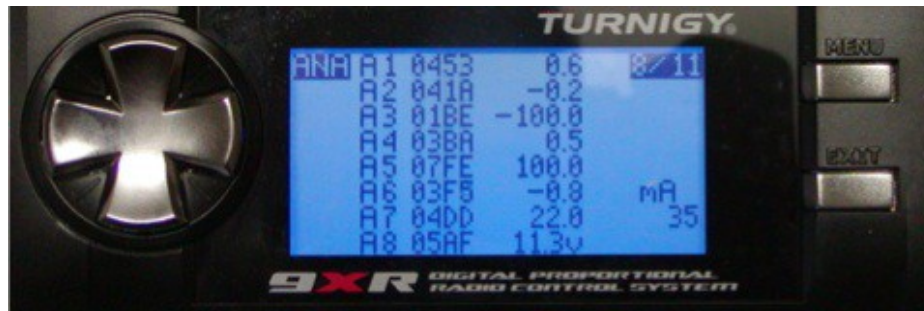 TURNIGY®
MENU
ANA A1 0453 0.6 8/11
A2 041A -0.2
A3 01BE -100.0
A4 03BA 0.5
EXIT
A5 07FE 100.0
A6 03F5 -0.8 mA
A7 04DD 22.0 35
A8 05AF 11.3v
9XR DIGITAL PROPORTIONAL
RADIO CONTROL SYSTEM